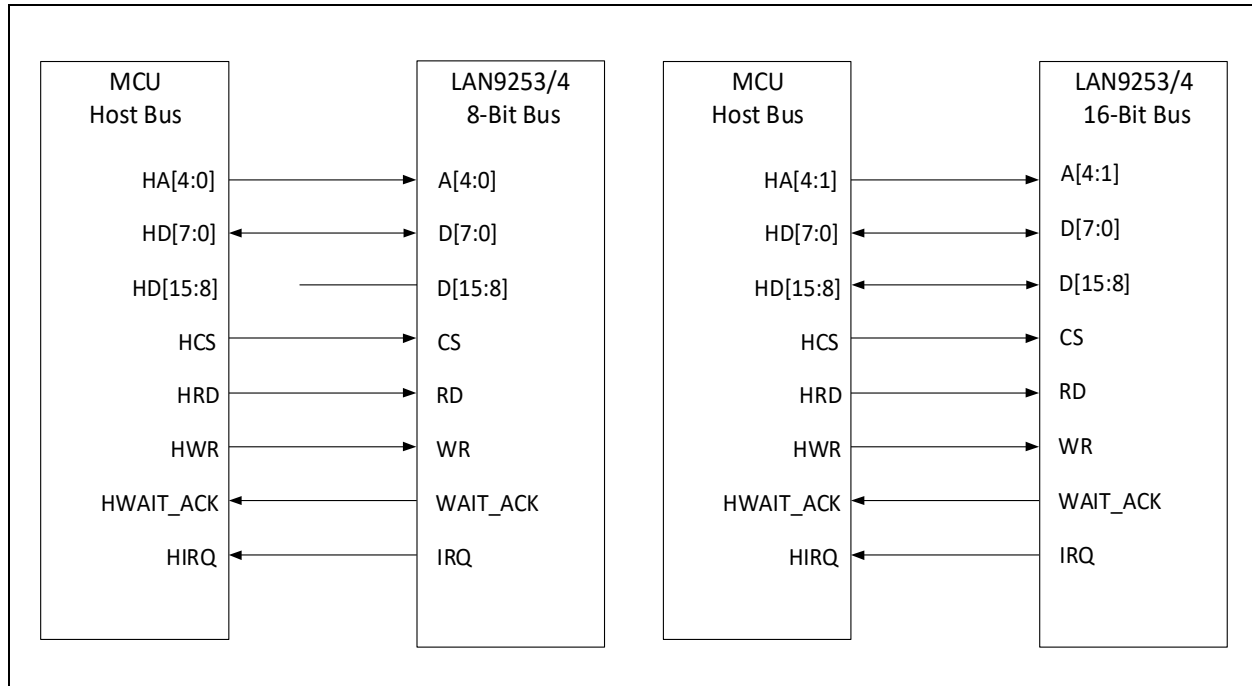 MCU
Host Bus
HA[4:0]
HD[7:0]
HD[15:8]
HCS
HRD
HWR
HWAIT_ACK
HIRQ
LAN9253/4
8-Bit Bus
A[4:0]
D[7:0]
D[15:8]
CS
RD
WR
WAIT_ACK
IRQ
MCU
Host Bus
HA[4:1]
HD[7:0]
HD[15:8]
HCS
HRD
HWR
HWAIT_ACK
HIRQ
LAN9253/4
16-Bit Bus
A[4:1]
D[7:0]
D[15:8]
CS
RD
WR
WAIT_ACK
IRQ